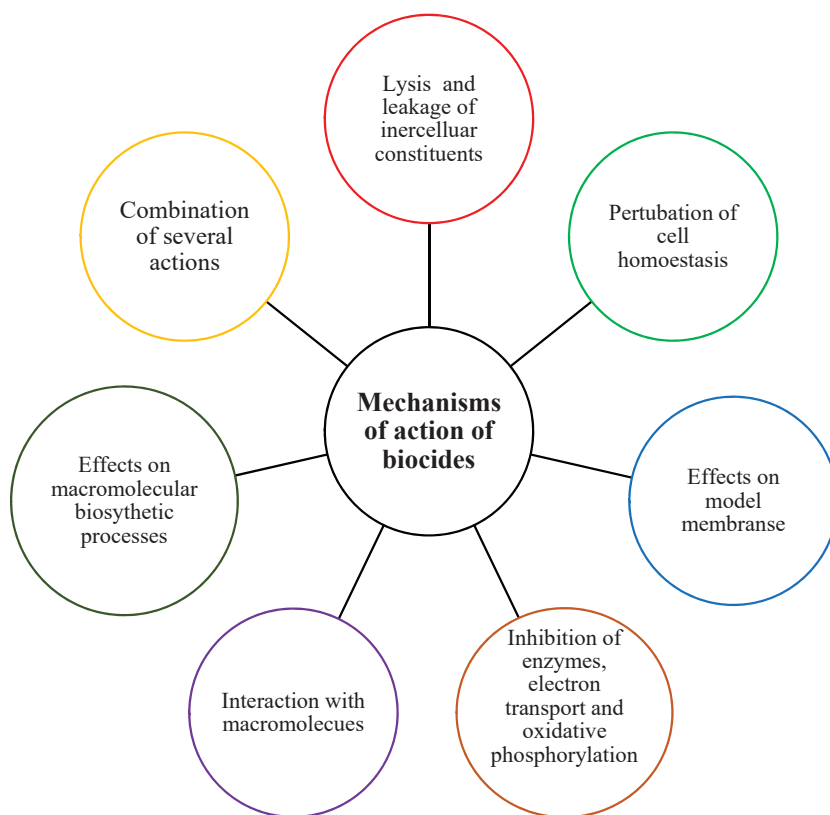 Lysis and
leakage of
inercelluar
constituents
Combination
of several
actions
Pertubation of
cell
homoestasis
Mechanisms
of action of
biocides
Effects on
macromolecular
biosythetic
processes
Effects on
model
membranse
Interaction with
macromolecues
Inhibition of
enzymes,
electron
transport and
oxidative
phosphorylation